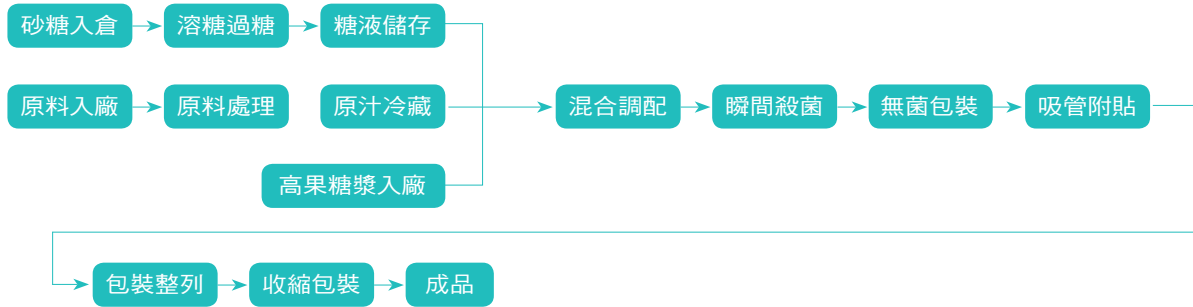 砂糖入倉
溶糖過糖
糖液儲存
原料入廠
原料處理
原汁冷藏
混合調配
瞬間殺菌
無菌包裝
吸管附貼
高果糖漿入廠
包裝整列
收縮包裝
成品